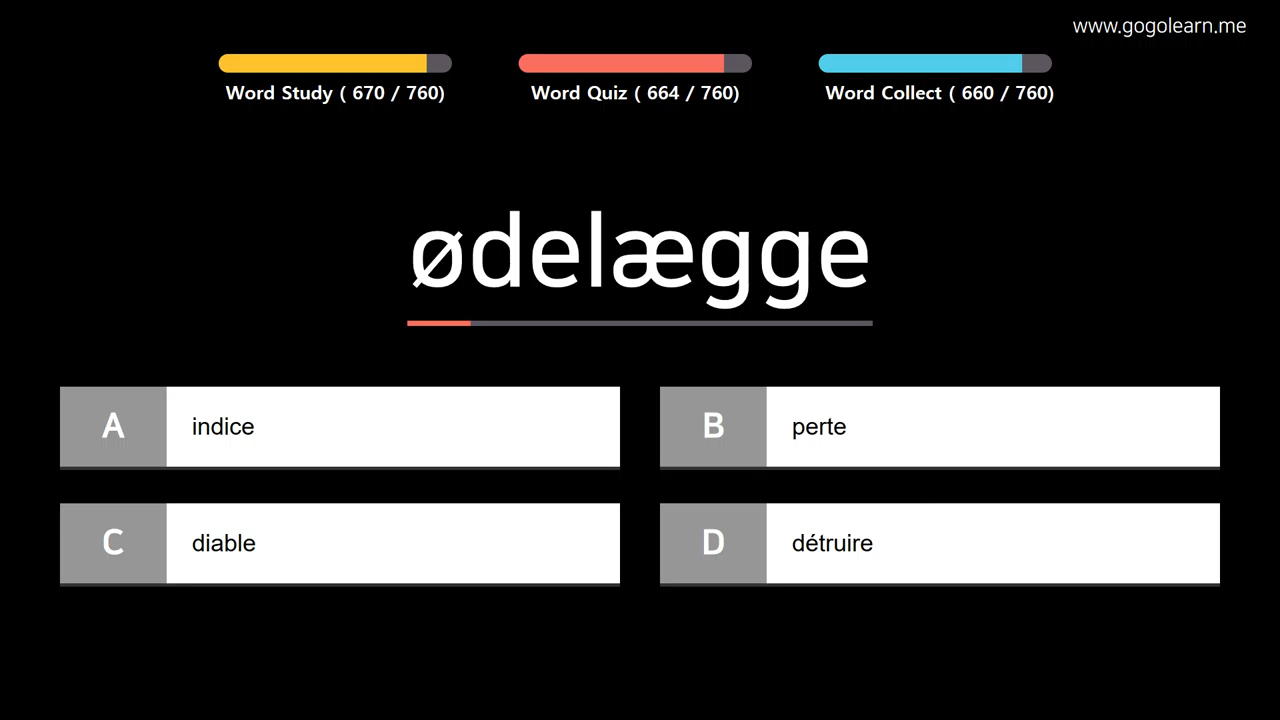 www.gogolearn.me
Word Study ( 670 / 760)
Word Quiz ( 664 / 760)
Word Collect ( 660 / 760)
ødelægge
A indice
B perte
C diable
D détruire